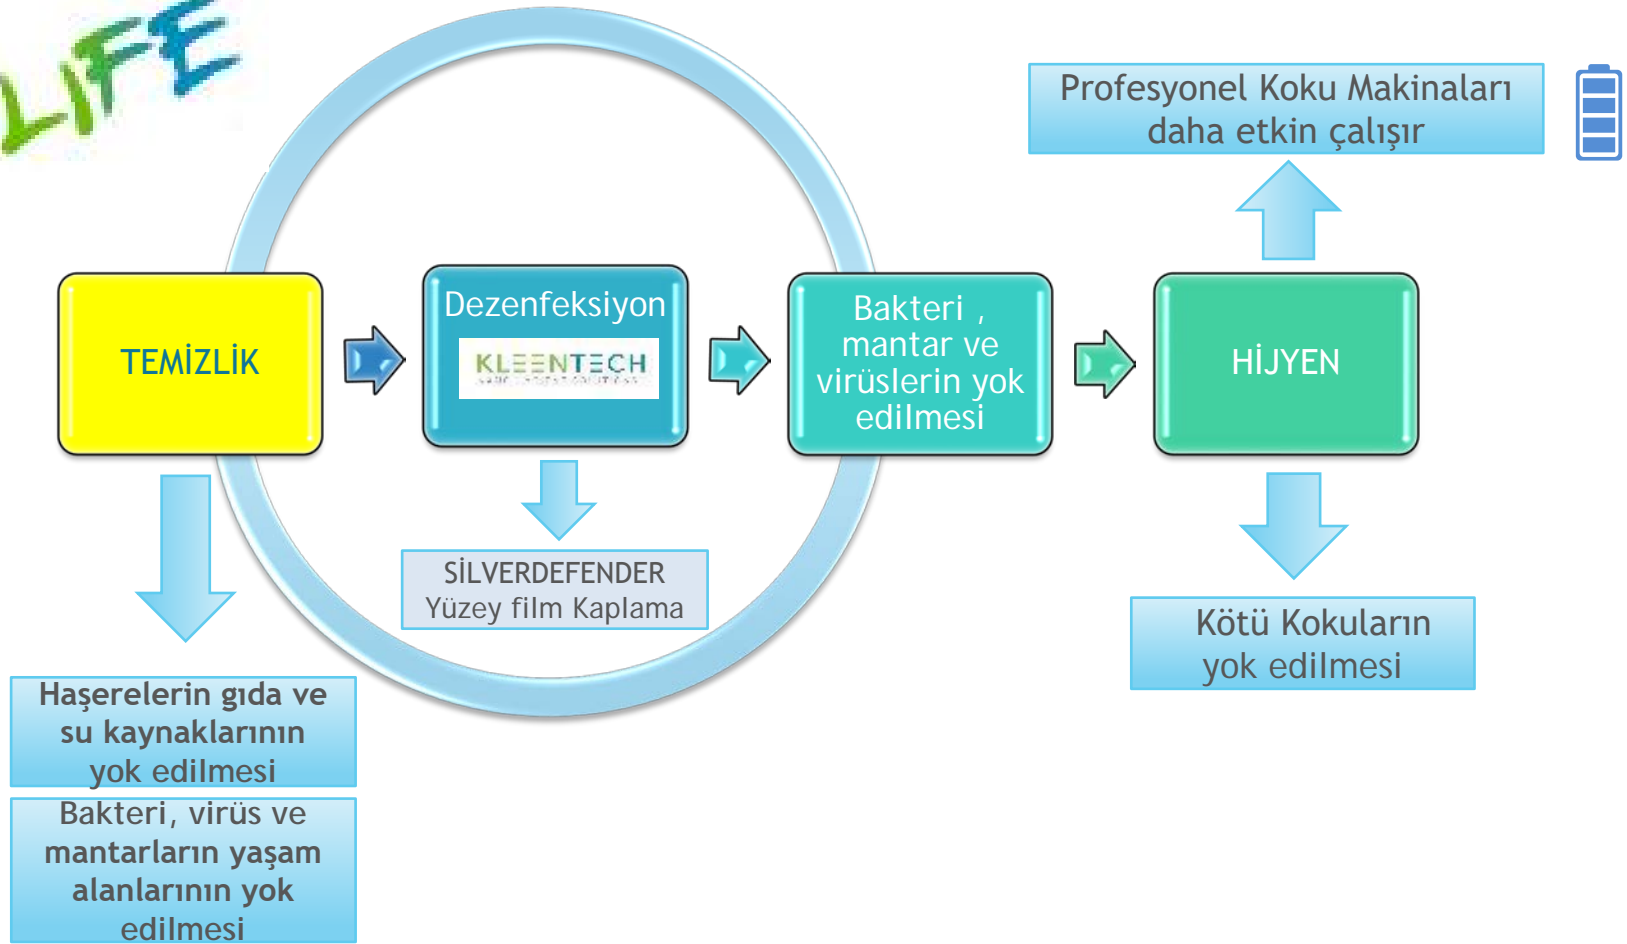 LIFE
Profesyonel Koku Makinaları
daha etkin çalışır
TEMİZLİK
Dezenfeksiyon
KLEENTECH
Bakteri ,
mantar ve
virüslerin yok
edilmesi
HİJYEN
SİLVERDEFENDER
Yüzey film Kaplama
Kötü Kokuların
yok edilmesi
Haşerelerin gıda ve
su kaynaklarının
yok edilmesi
Bakteri, virüs ve
mantarların yaşam
alanlarının yok
edilmesi